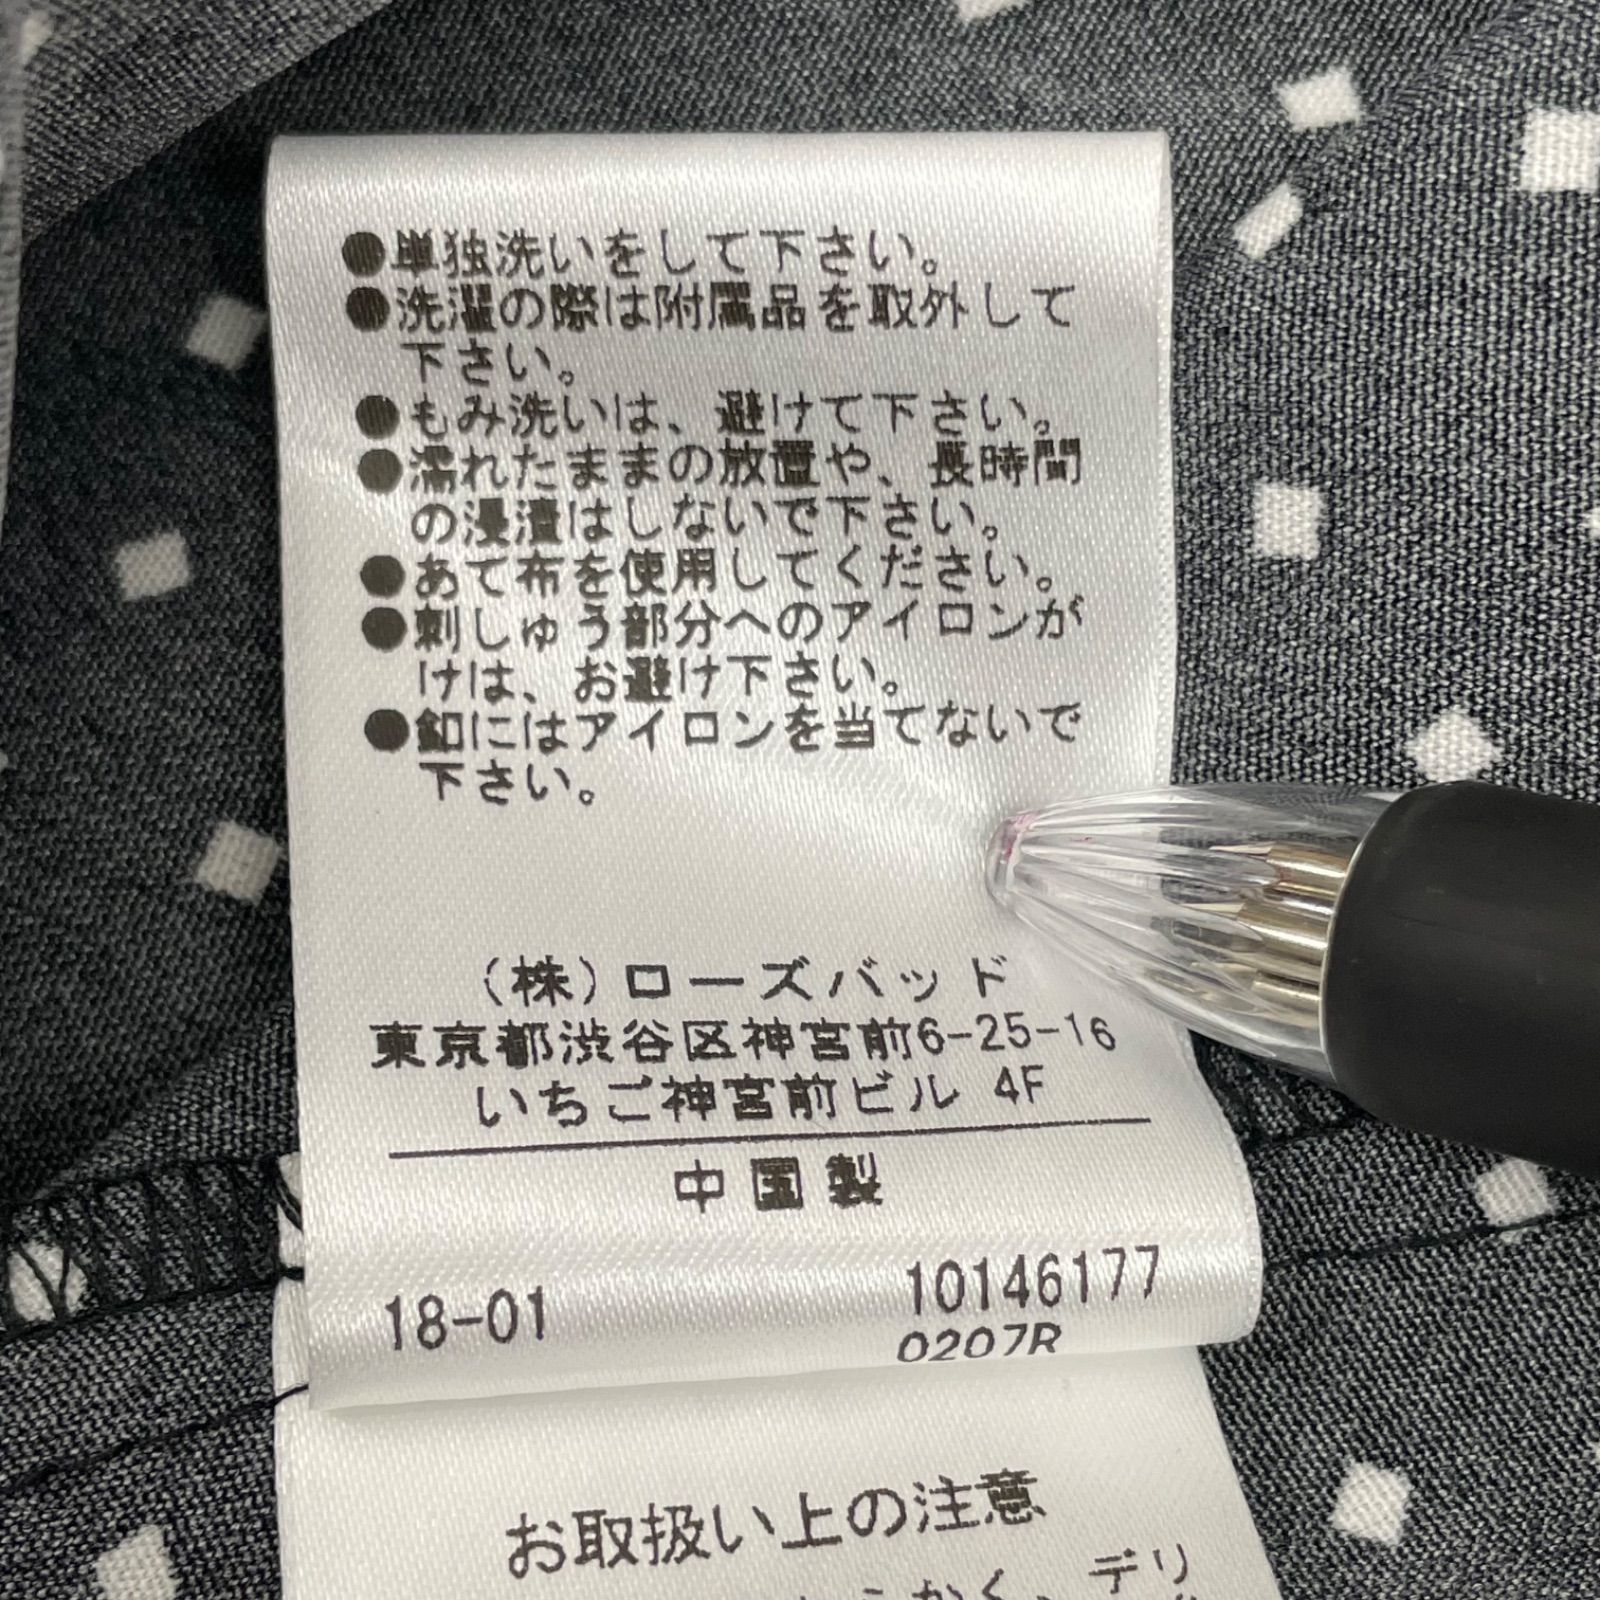 ●単独洗いをして下さい。
●洗濯の際は附属品を取外して
下さい。
●もみ洗いは、避けて下さい。
●濡れたままの放置や、長時間
の浸漬はしないで下さい。
●あて布を使用してください。
●刺しゅう部分へのアイロンが
けは、お避け下さい。
●釦にはアイロンを当てないで
下さい。
(株)ローズバッド
東京都渋谷区神宮前6-25-16
いちご神宮前ビル 4F
中国製
18-01 10146177
0207R
お取扱い上の注意
らかく、デリ